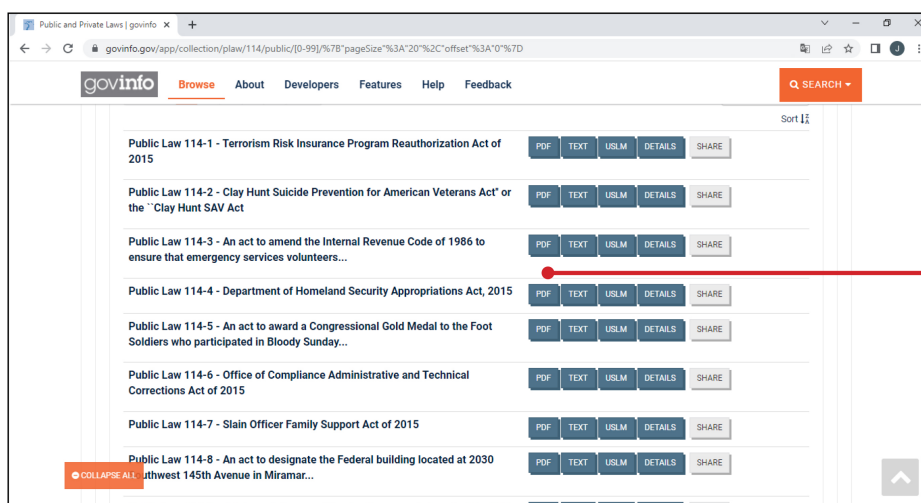 Public and Private Laws | govinfo × +
govinfo.gov/app/collection/plaw/114/public/[0-99]/%7B"pageSize"%3A"20"%2C"offset"%3A"0"%7D
J
govinfo Browse About Developers Features Help Feedback SEARCH
Sort
Public Law 114-1 - Terrorism Risk Insurance Program Reauthorization Act of
2015
PDF TEXT USLM DETAILS SHARE
Public Law 114-2 - Clay Hunt Suicide Prevention for American Veterans Act'' or
the ``Clay Hunt SAV Act
PDF TEXT USLM DETAILS SHARE
Public Law 114-3 - An act to amend the Internal Revenue Code of 1986 to
ensure that emergency services volunteers...
PDF TEXT USLM DETAILS SHARE
Public Law 114-4 - Department of Homeland Security Appropriations Act, 2015
PDF TEXT USLM DETAILS SHARE
Public Law 114-5 - An act to award a Congressional Gold Medal to the Foot
Soldiers who participated in Bloody Sunday...
PDF TEXT USLM DETAILS SHARE
Public Law 114-6 - Office of Compliance Administrative and Technical
Corrections Act of 2015
PDF TEXT USLM DETAILS SHARE
Public Law 114-7 - Slain Officer Family Support Act of 2015
PDF TEXT USLM DETAILS SHARE
Public Law 114-8 - An act to designate the Federal building located at 2030
145th Avenue in Miramar...
PDF TEXT USLM DETAILS SHARE
COLLAPSE ALL